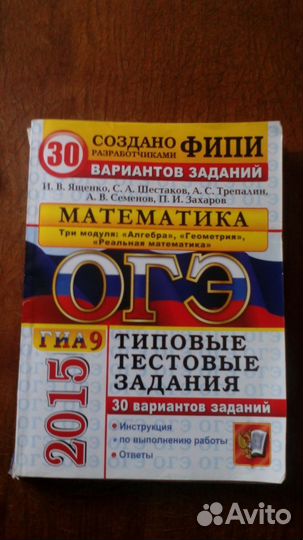 30
СОЗДАНО
РАЗРАБОТЧИКАМИ
ФИПИ
ВАРИАНТОВ ЗАДАНИЙ
И. В. Ященко, С. А. Шестаков, А. С. Трепалин,
А. В. Семенов, П. И. Захаров
МАТЕМАТИКА
Три модуля: «Алгебра», «Геометрия»,
«Реальная математика»
ОГЭ
ГИА 9
2015
ТИПОВЫЕ
ТЕСТОВЫЕ
ЗАДАНИЯ
30 вариантов заданий
• Инструкция
по выполнению работы
• Ответы
Avito